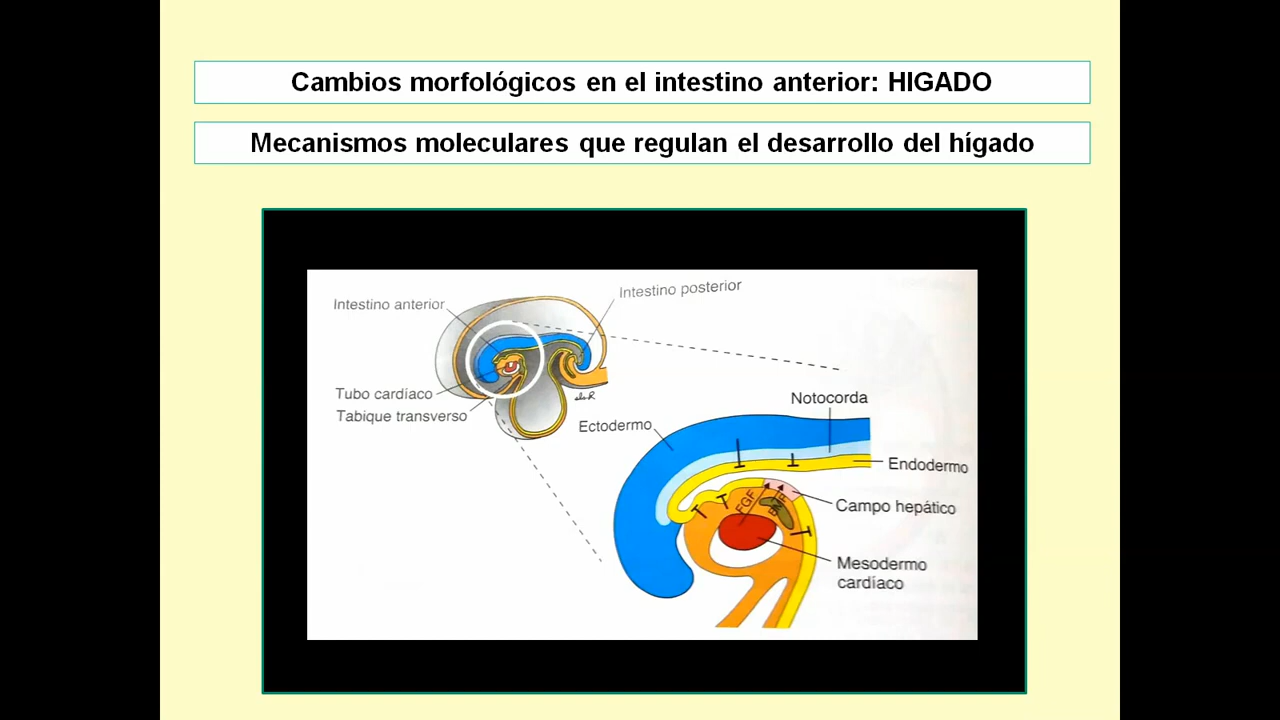 Cambios morfológicos en el intestino anterior: HIGADO
Mecanismos moleculares que regulan el desarrollo del hígado
Intestino anterior
Intestino posterior
Tubo cardíaco
Tabique transverso
Ectodermo
Notocorda
Endodermo
Campo hepático
FGF
Mesodermo
cardíaco